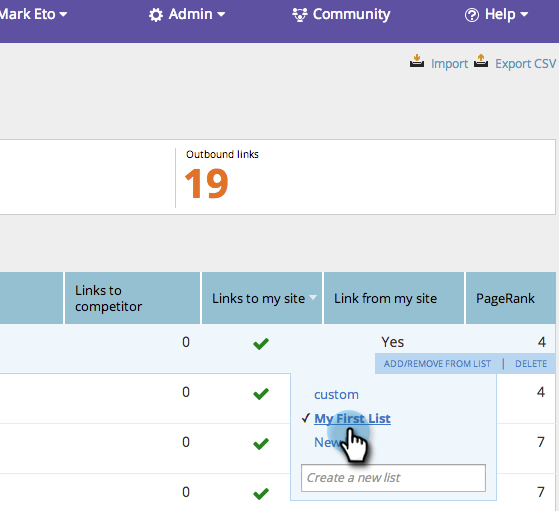 Mark Eto Admin Community Help
Import Export CSV
Outbound links
19
Links to competitor Links to my site Link from my site PageRank
0 Yes 4
ADD/REMOVE FROM LIST | DELETE
0 4
custom
✓ My First List
0 7
New
Create a new list
0 7